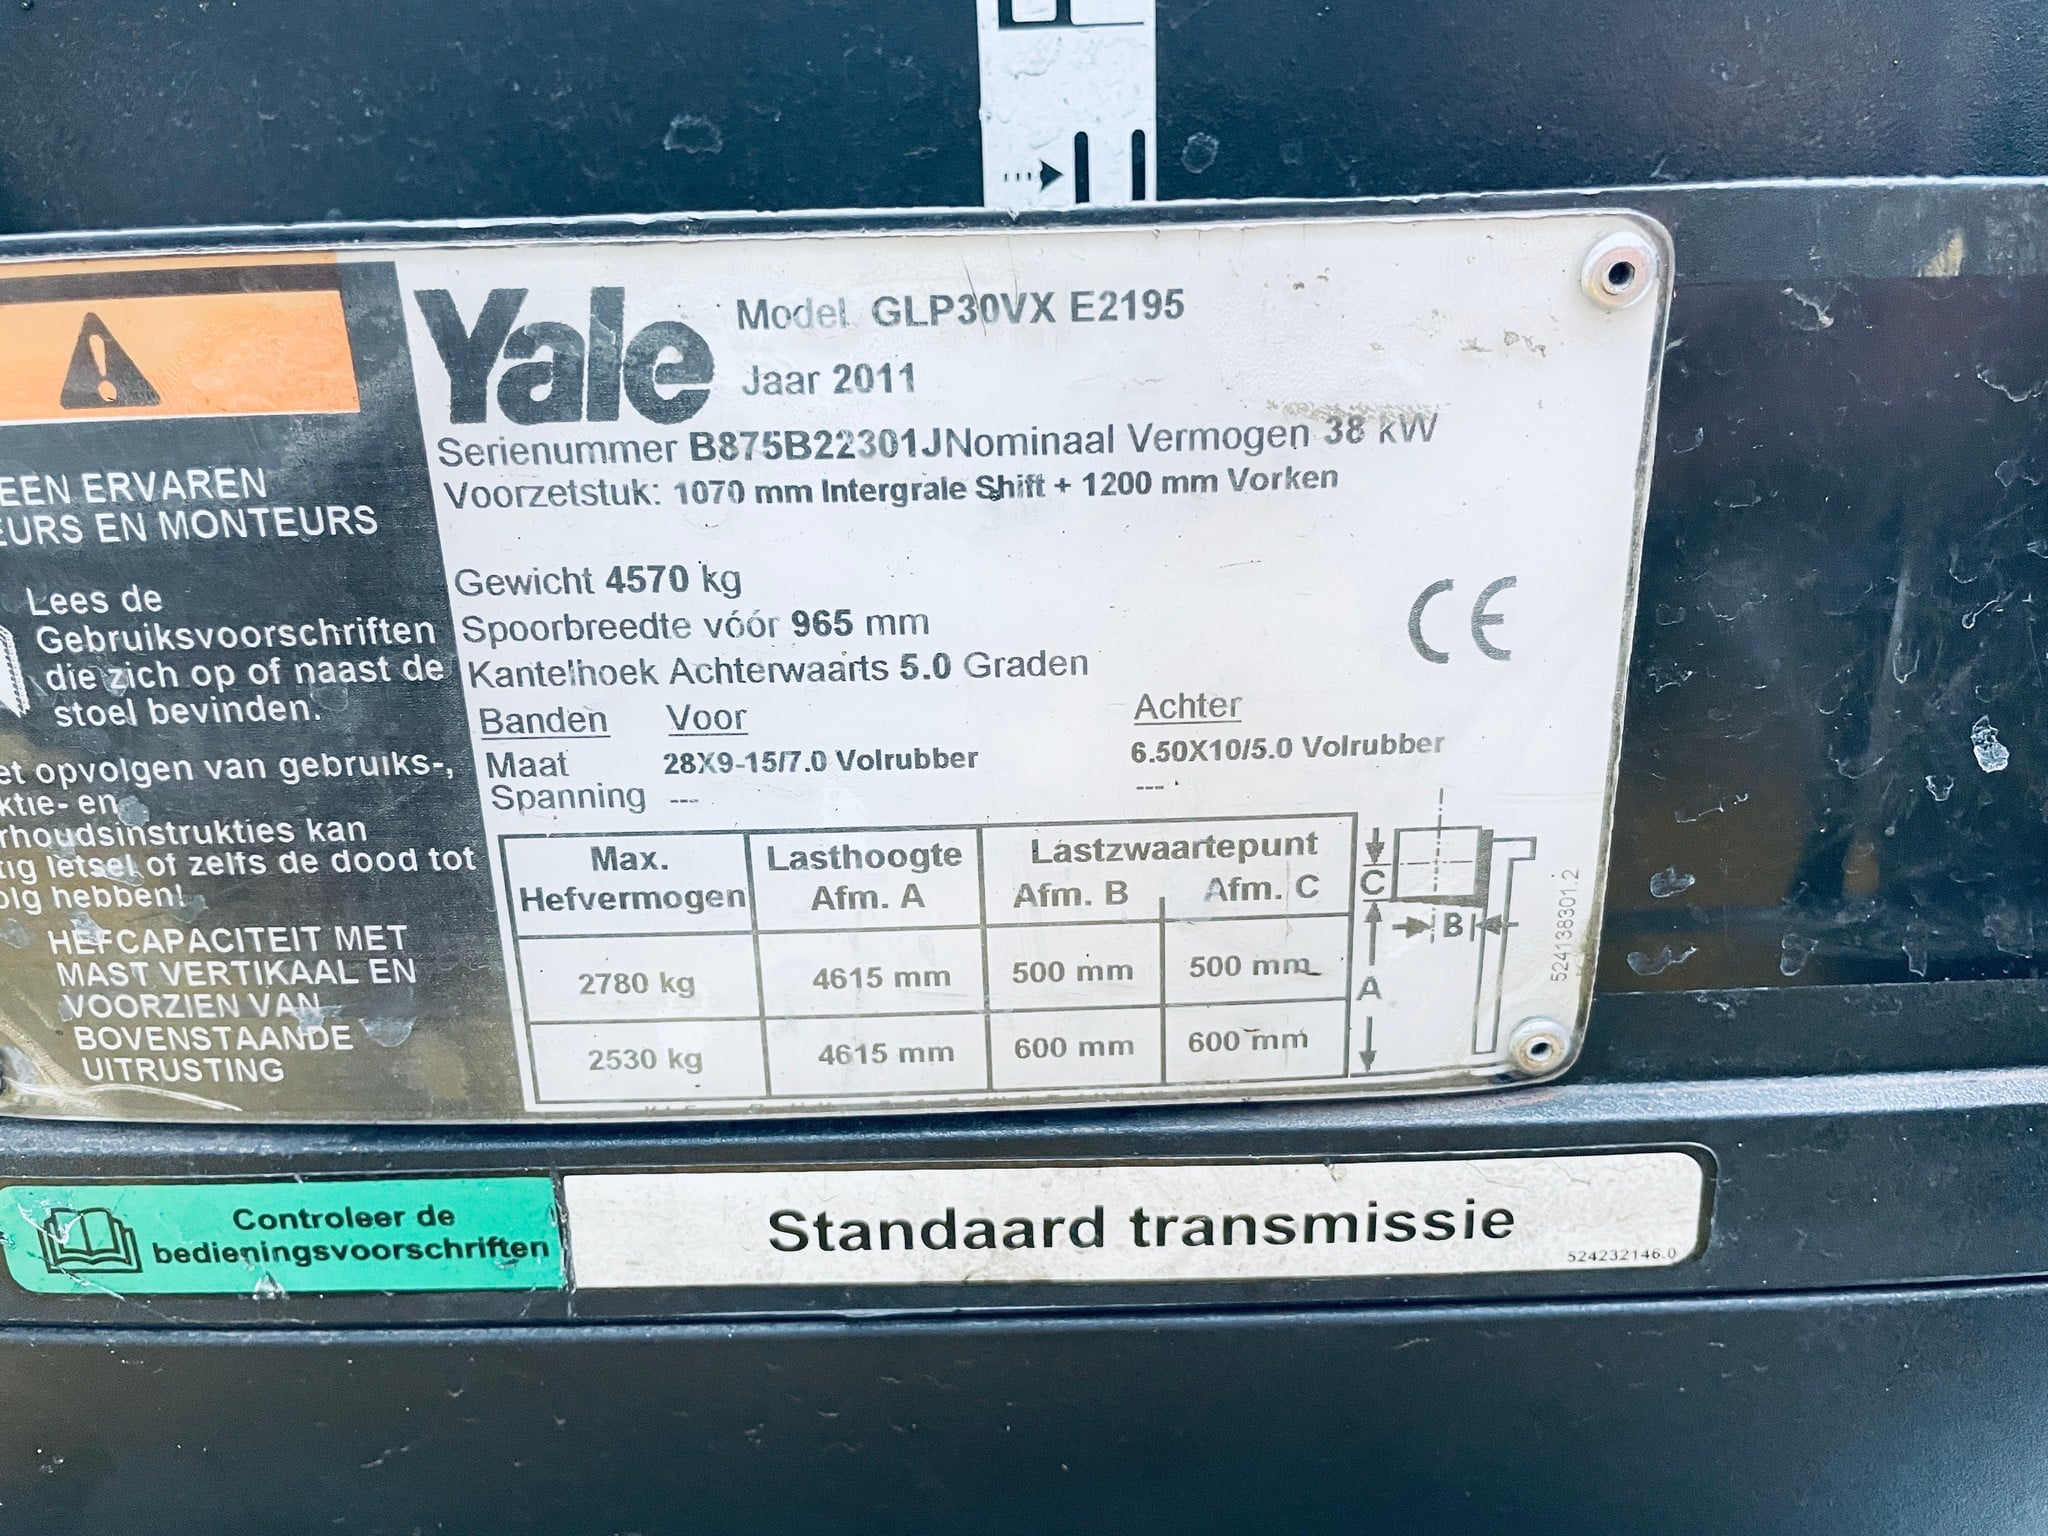 EEN ERVAREN
EURS EN MONTEURS
Lees de
Gebruiksvoorschriften
die zich op of naast de
stoel bevinden.
et opvolgen van gebruiks-,
ktie- en
rhoudsinstrukties kan
tig letsel of zelfs de dood tot
olg hebben!
HEFCAPACITEIT MET
MAST VERTIKAAL EN
VOORZIEN VAN
BOVENSTAANDE
UITRUSTING
Yale
Model GLP30VX E2195
Jaar 2011
Serienummer B875B22301J Nominaal Vermogen 38 kW
Voorzetstuk: 1070 mm Intergrale Shift + 1200 mm Vorken
Gewicht 4570 kg
Spoorbreedte vóór 965 mm
Kantelhoek Achterwaarts 5.0 Graden
CE
Banden Voor Achter
Maat 28X9-15/7.0 Volrubber 6.50X10/5.0 Volrubber
Spanning --- ---
Max. Lasthoogte Lastzwaartepunt
Hefvermogen Afm. A Afm. B Afm. C
2780 kg 4615 mm 500 mm 500 mm
2530 kg 4615 mm 600 mm 600 mm
C
B
A
524138301.2
Controleer de
bedieningsvoorschriften
Standaard transmissie
524232146.0